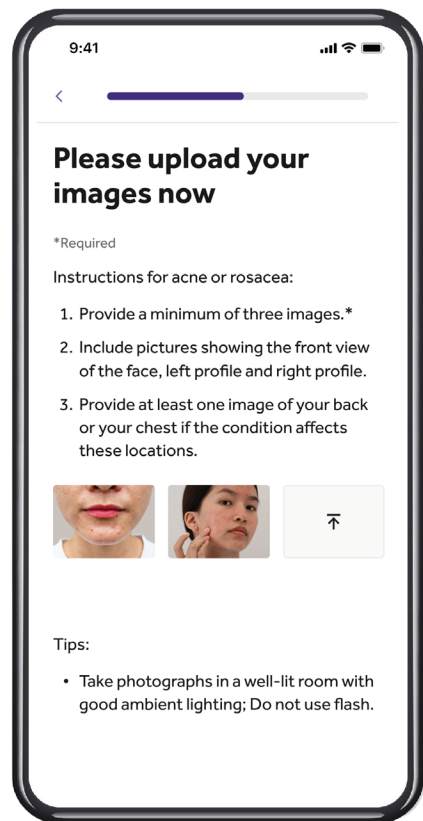 9:41
Please upload your
images now
*Required
Instructions for acne or rosacea:
1. Provide a minimum of three images.*
2. Include pictures showing the front view
of the face, left profile and right profile.
3. Provide at least one image of your back
or your chest if the condition affects
these locations.
Tips:
• Take photographs in a well-lit room with
good ambient lighting; Do not use flash.